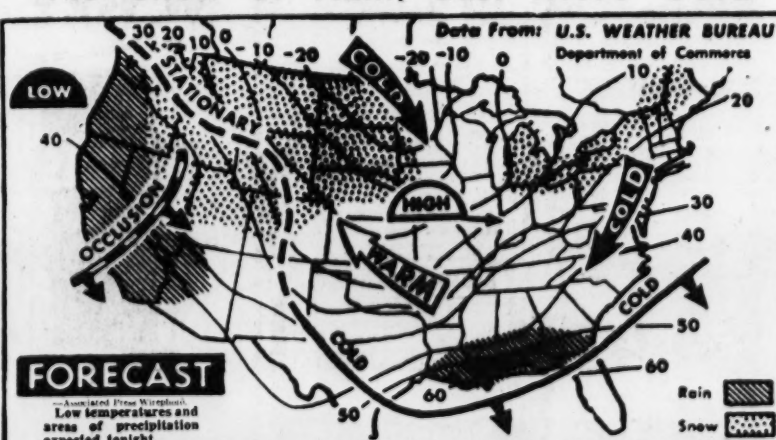 Data From: U.S. WEATHER BUREAU
Department of Commerce
30 20 10 0 -10 -20
COLD
-20 -10 0
10
20
LOW
STATIONARY
40
OCCLUSION
HIGH
COLD
WARM
30
40
COLD
COLD
50
60
50
60
FORECAST
—Associated Press Wirephoto.
Low temperatures and
areas of precipitation
expected tonight
Rain
Snow